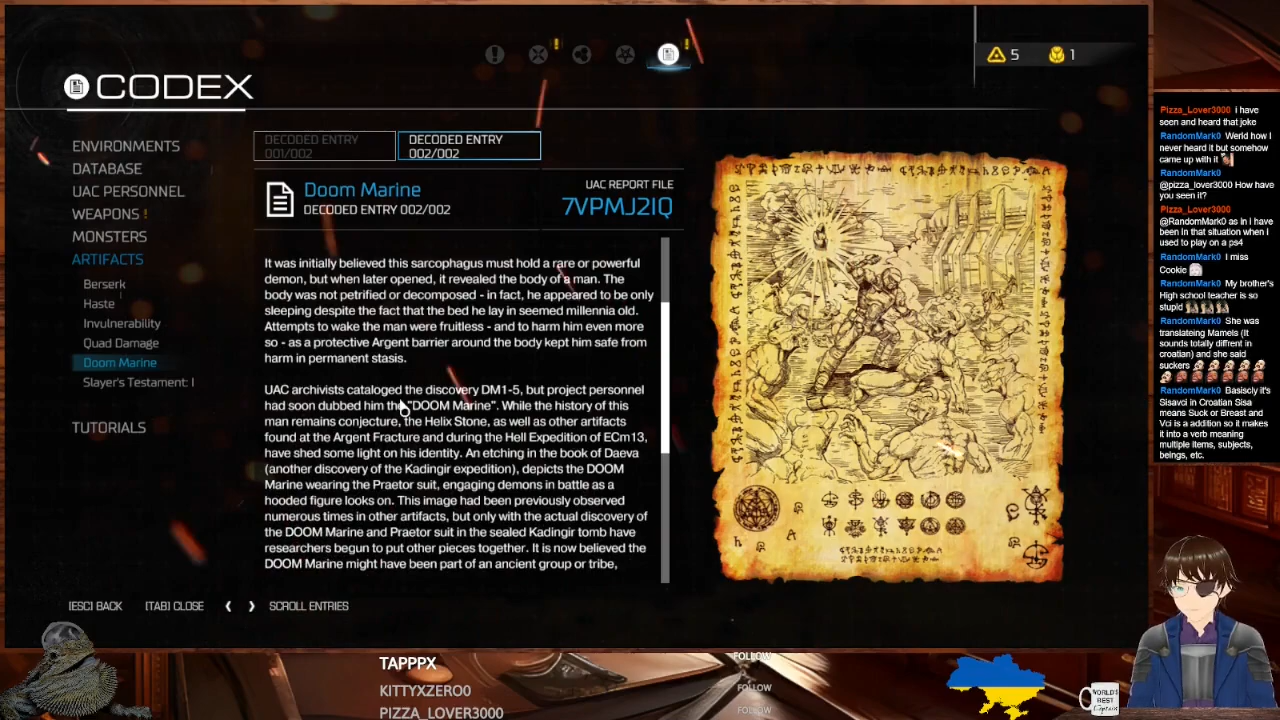 5
1
CODEX
ENVIRONMENTS
DATABASE
UAC PERSONNEL
WEAPONS !
MONSTERS
ARTIFACTS
Berserk
Haste
Invulnerability
Quad Damage
Doom Marine
Slayer's Testament: I
TUTORIALS
DECODED ENTRY
001/002
DECODED ENTRY
002/002
Doom Marine
DECODED ENTRY 002/002
UAC REPORT FILE
7VPMJ2IQ
It was initially believed this sarcophagus must hold a rare or powerful
demon, but when later opened, it revealed the body of a man. The
body was not petrified or decomposed - in fact, he appeared to be only
sleeping despite the fact that the bed he lay in seemed millennia old.
Attempts to wake the man were fruitless - and to harm him even more
so - as a protective Argent barrier around the body kept him safe from
harm in permanent stasis.
UAC archivists cataloged the discovery DM1-5, but project personnel
had soon dubbed him the "DOOM Marine". While the history of this
man remains conjecture, the Helix Stone, as well as other artifacts
found at the Argent Fracture and during the Hell Expedition of ECm13,
have shed some light on his identity. An etching in the book of Daeva
(another discovery of the Kadingir expedition), depicts the DOOM
Marine wearing the Praetor suit, engaging demons in battle as a
hooded figure looks on. This image had been previously observed
numerous times in other artifacts, but only with the actual discovery of
the DOOM Marine and Praetor suit in the sealed Kadingir tomb have
researchers begun to put other pieces together. It is now believed the
DOOM Marine might have been part of an ancient group or tribe,
[ESC] BACK
[TAB] CLOSE
SCROLL ENTRIES
Pizza_Lover3000 i have
seen and heard that joke
RandomMark0 Werid how I
never heard it but somehow
came up with it
RandomMark0
@pizza_lover3000 How have
you seen it?
Pizza_Lover3000
@RandomMark0 as in i have
been in that situation when I
used to play on a ps4
RandomMark0 I miss
Cookie
RandomMark0 My brother's
High school teacher is so
stupid
RandomMark0 She was
translateing Mamels (It
sounds totally diffrent in
croatian) and she said
suckers
RandomMark0 Basicly it's
Sisavci in Croatian Sisa
means Suck or Breast and
Vci is a addition so it makes
it into a verb meaning
multiple items, subjects,
beings, etc.
TAPPPX
KITTYXZERO0
PIZZA_LOVER3000
FOLLOW
FOLLOW
FOLLOW
WORLD'S
BEST
Captain